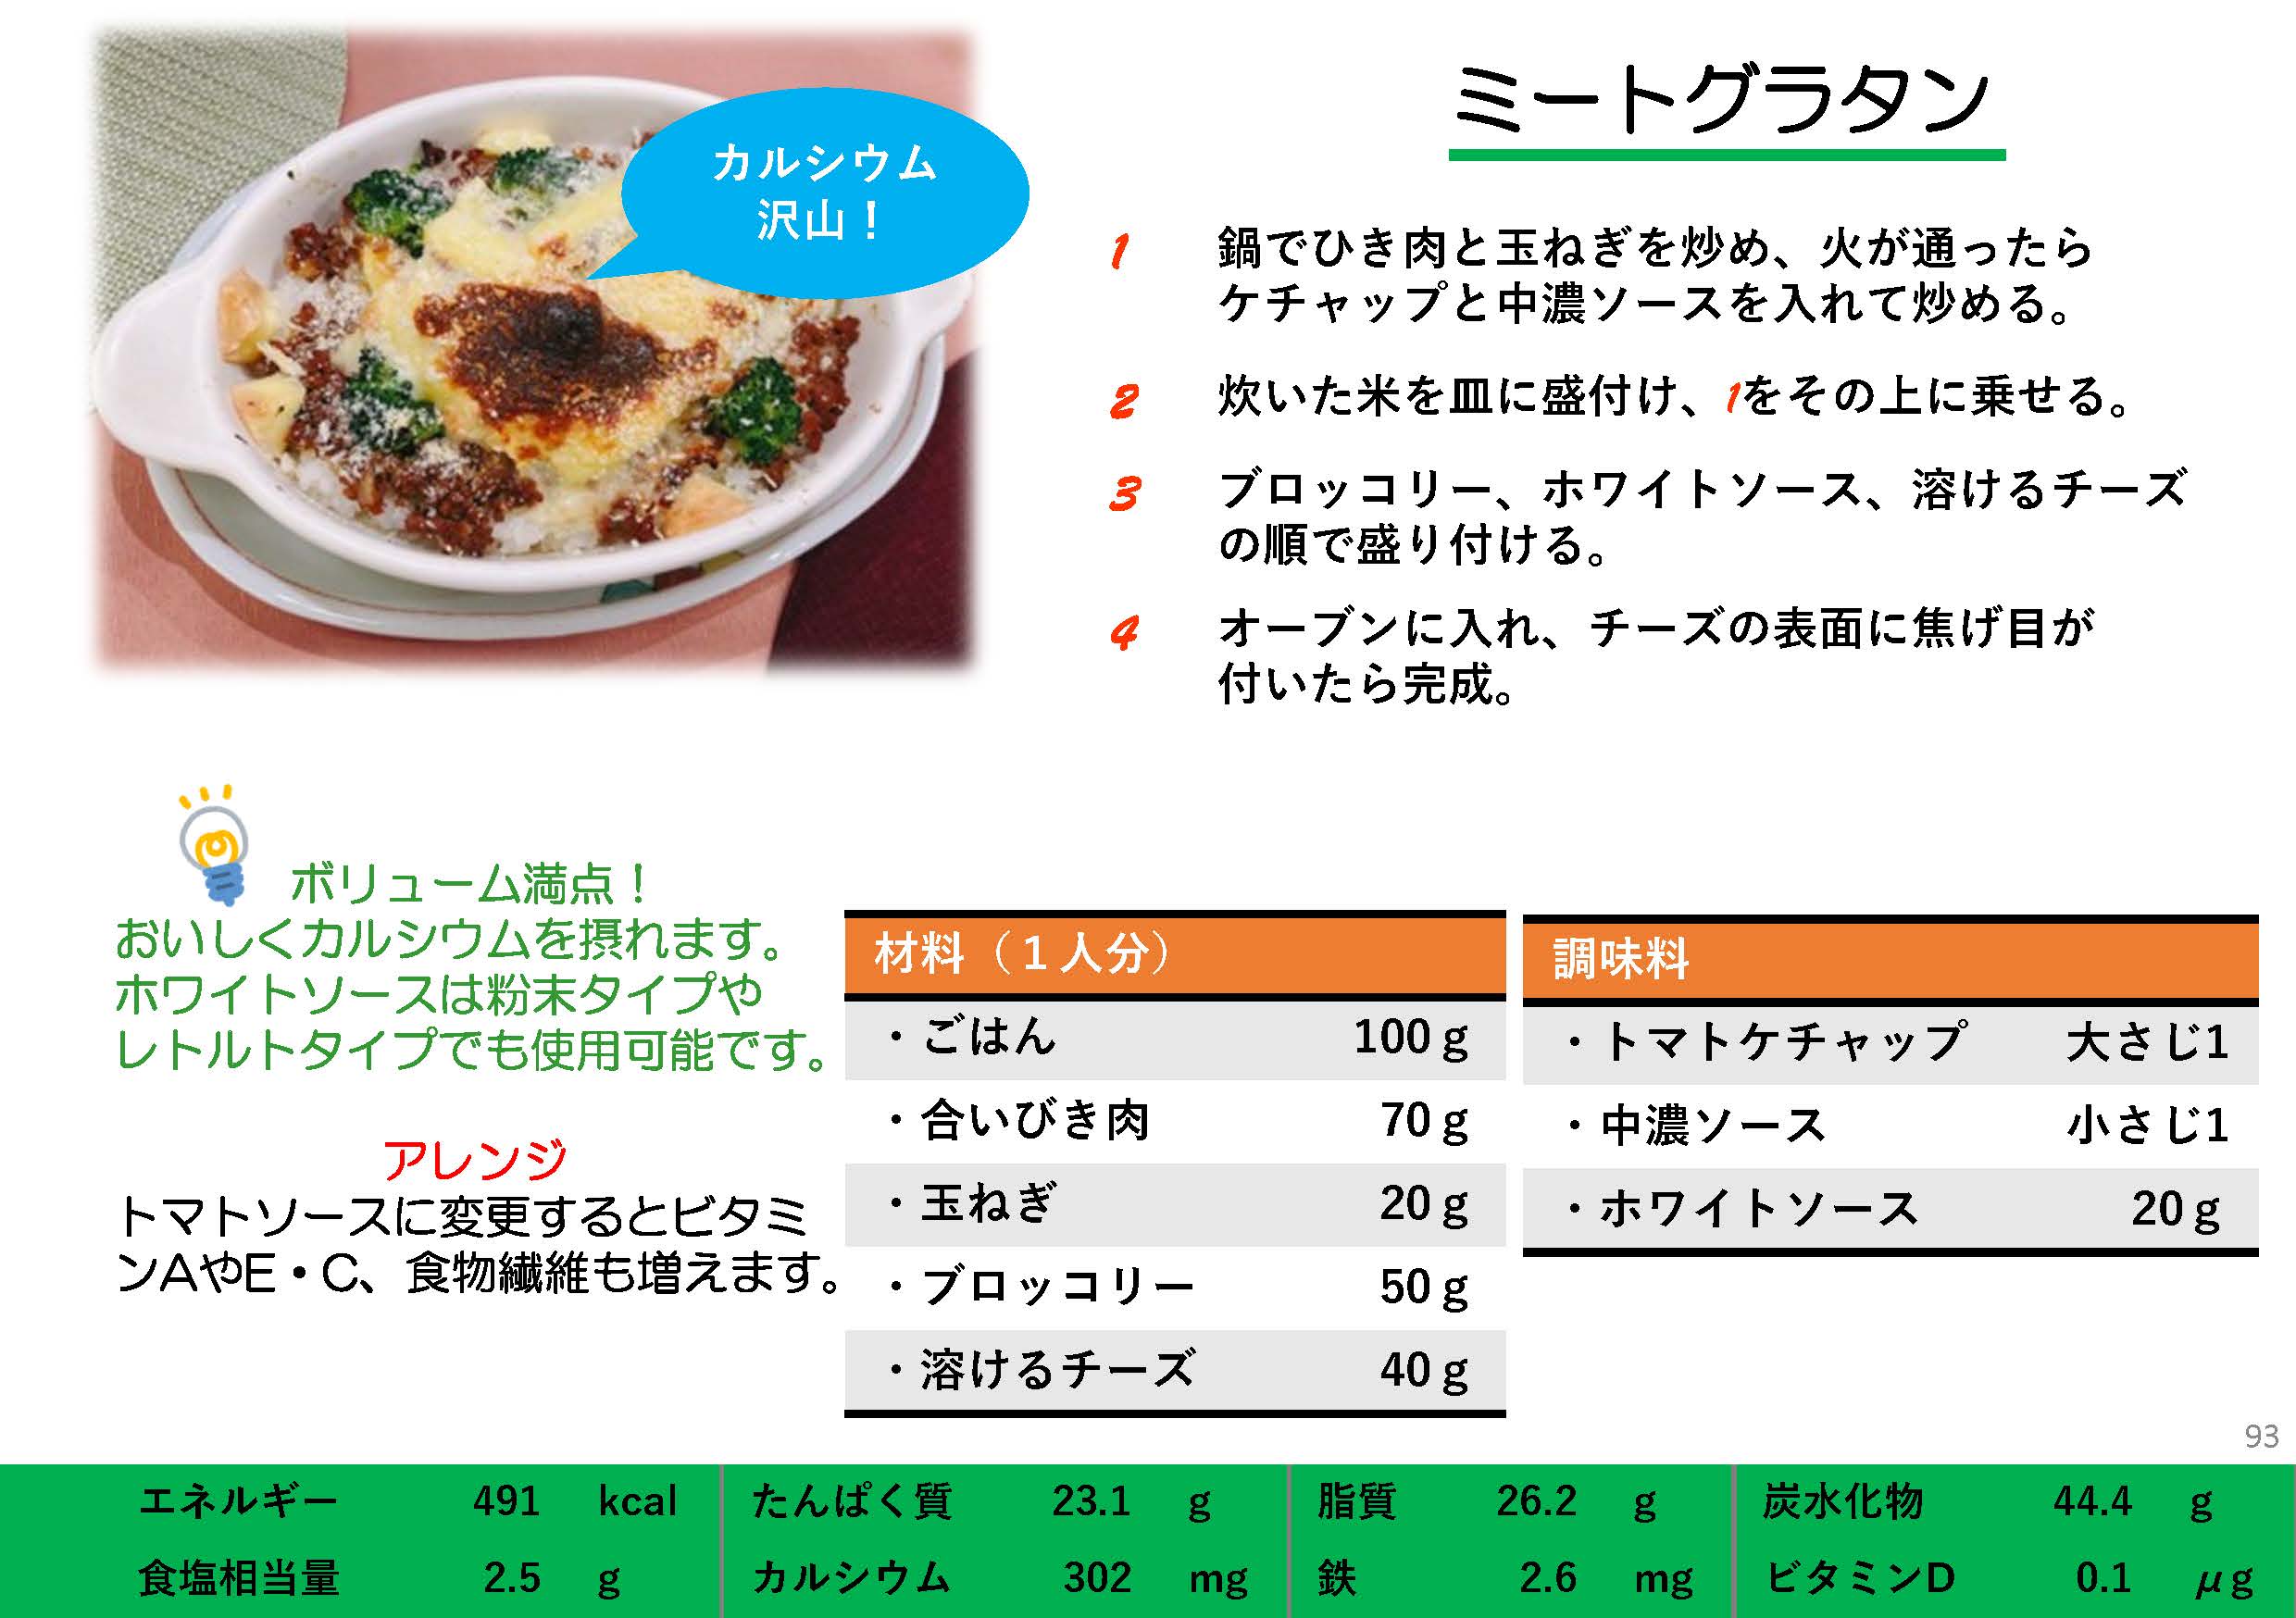 カルシウム
沢山！
ミートグラタン
1 鍋でひき肉と玉ねぎを炒め、火が通ったら
ケチャップと中濃ソースを入れて炒める。
2 炊いた米を皿に盛付け、1をその上に乗せる。
3 ブロッコリー、ホワイトソース、溶けるチーズ
の順で盛り付ける。
4 オーブンに入れ、チーズの表面に焦げ目が
付いたら完成。
ボリューム満点！
おいしくカルシウムを摂れます。
ホワイトソースは粉末タイプや
レトルトタイプでも使用可能です。
アレンジ
トマトソースに変更するとビタミ
ンAやE・C、食物繊維も増えます。
材料（１人分）
・ごはん 100ｇ
・合いびき肉 70ｇ
・玉ねぎ 20ｇ
・ブロッコリー 50ｇ
・溶けるチーズ 40ｇ
調味料
・トマトケチャップ 大さじ1
・中濃ソース 小さじ1
・ホワイトソース 20ｇ
93
エネルギー 491 kcal たんぱく質 23.1 g 脂質 26.2 g 炭水化物 44.4 g
食塩相当量 2.5 g カルシウム 302 mg 鉄 2.6 mg ビタミンD 0.1 μg